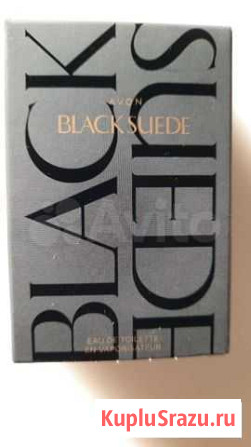 AVON
BLACK SUEDE
BLACK
SUEDE
EAU DE TOILETTE
EN VAPORISATEUR
Avito
KupluSrazu.ru